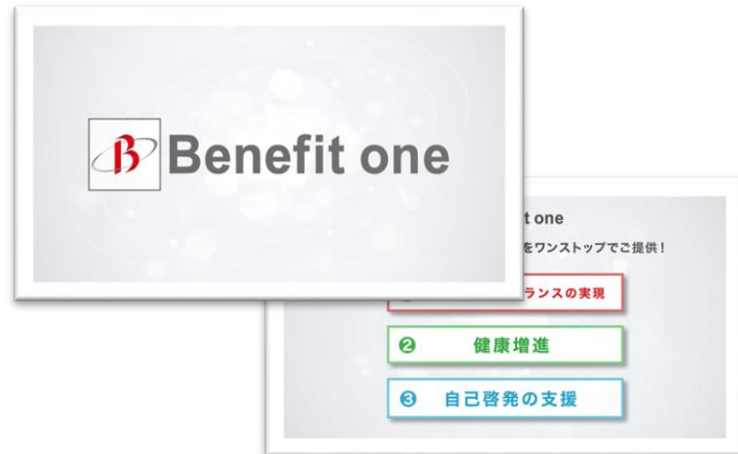 B Benefit one
t one
をワンストップでご提供！
ランスの実現
❷ 健康増進
❸ 自己啓発の支援